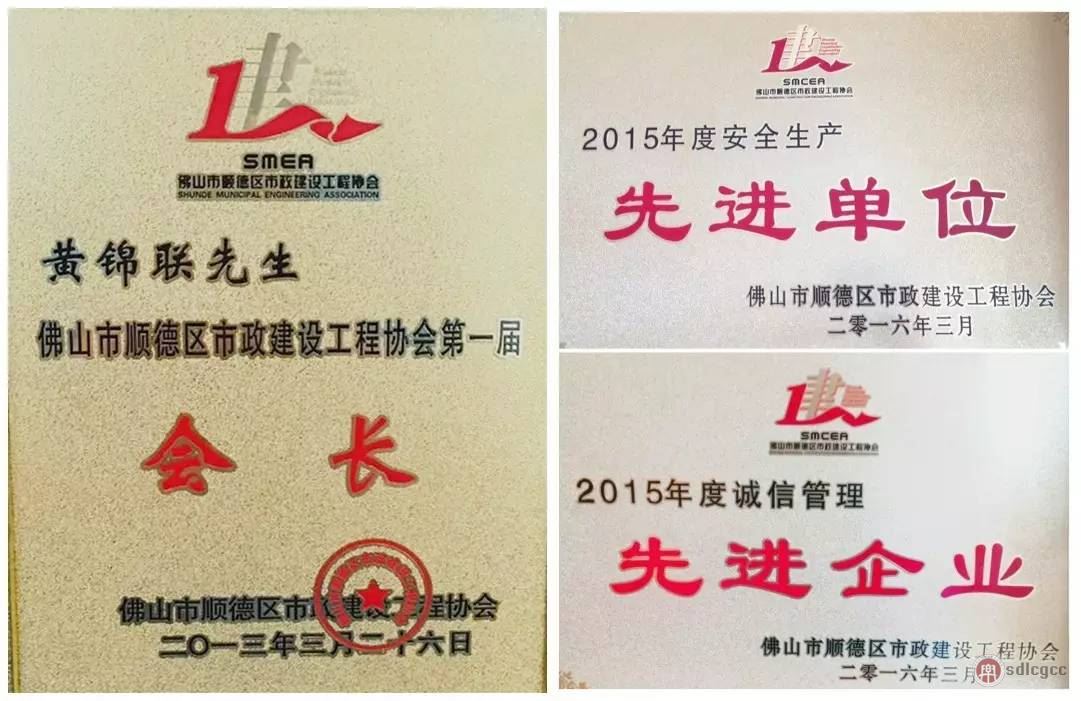 SMEA
佛山市顺德区市政建设工程协会
SHUNDE MUNICIPAL ENGINEERING ASSOCIATION
黄锦联先生
佛山市顺德区市政建设工程协会第一届
会长
佛山市顺德区市政建设工程协会
二〇一三年三月二十六日
SMCEA
佛山市顺德区市政建设工程协会
SHUNDE MUNICIPAL CONSTRUCTION ENGINEERING ASSOCIATION
2015年度安全生产
先进单位
佛山市顺德区市政建设工程协会
二零一六年三月
SMCEA
佛山市顺德区市政建设工程协会
2015年度诚信管理
先进企业
佛山市顺德区市政建设工程协会
二零一六年三月
sdlcgcc